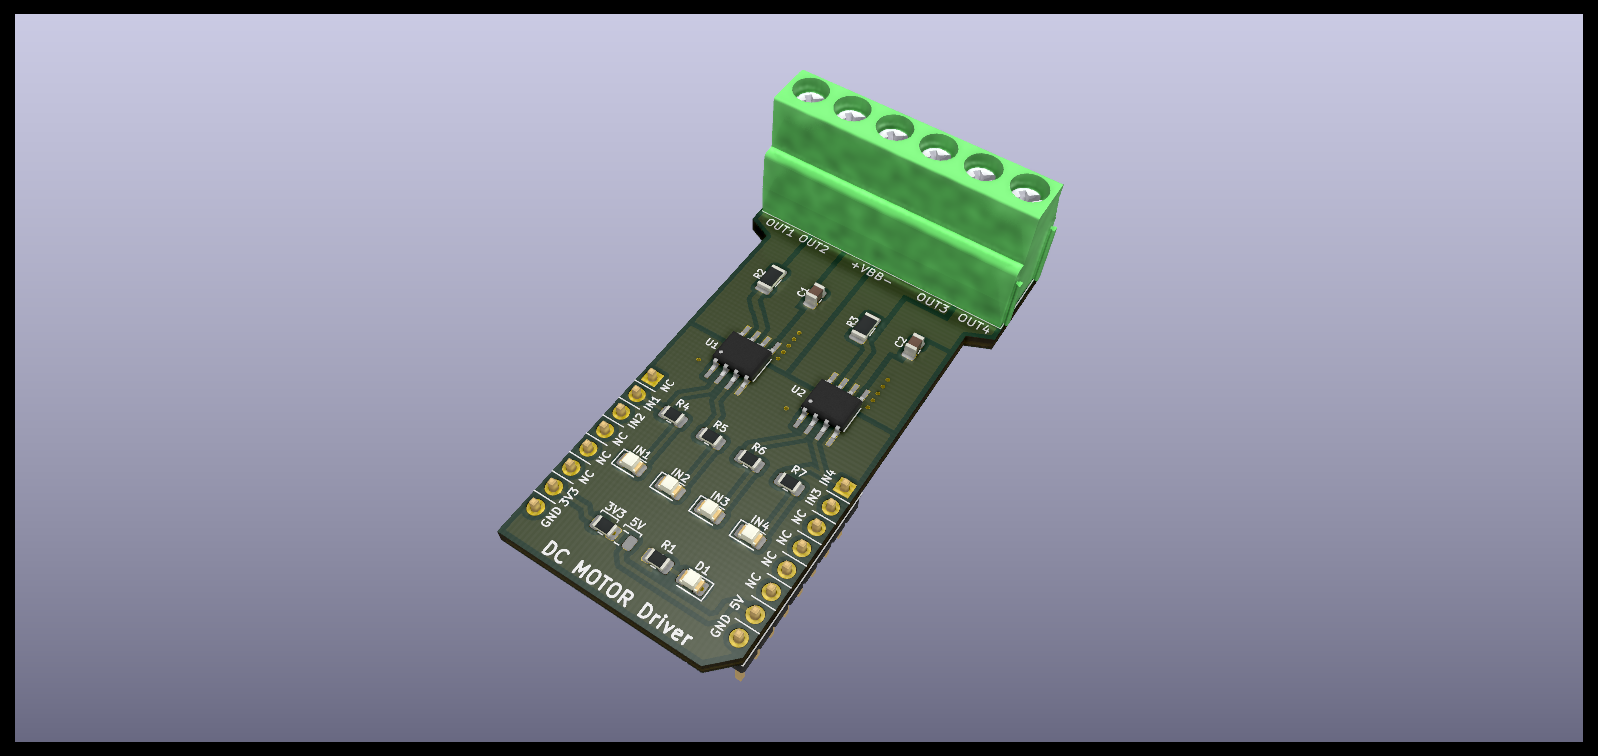 OUT1
OUT2
+VBB-
OUT3
OUT4
R2
C1
R3
C2
U1
U2
NC
IN1
IN2
NC
NC
NC
3V3
GND
R4
R5
R6
R7
IN1
IN2
IN3
IN4
IN4
IN3
NC
NC
NC
NC
5V
GND
3V3
5V
R1
D1
DC MOTOR Driver